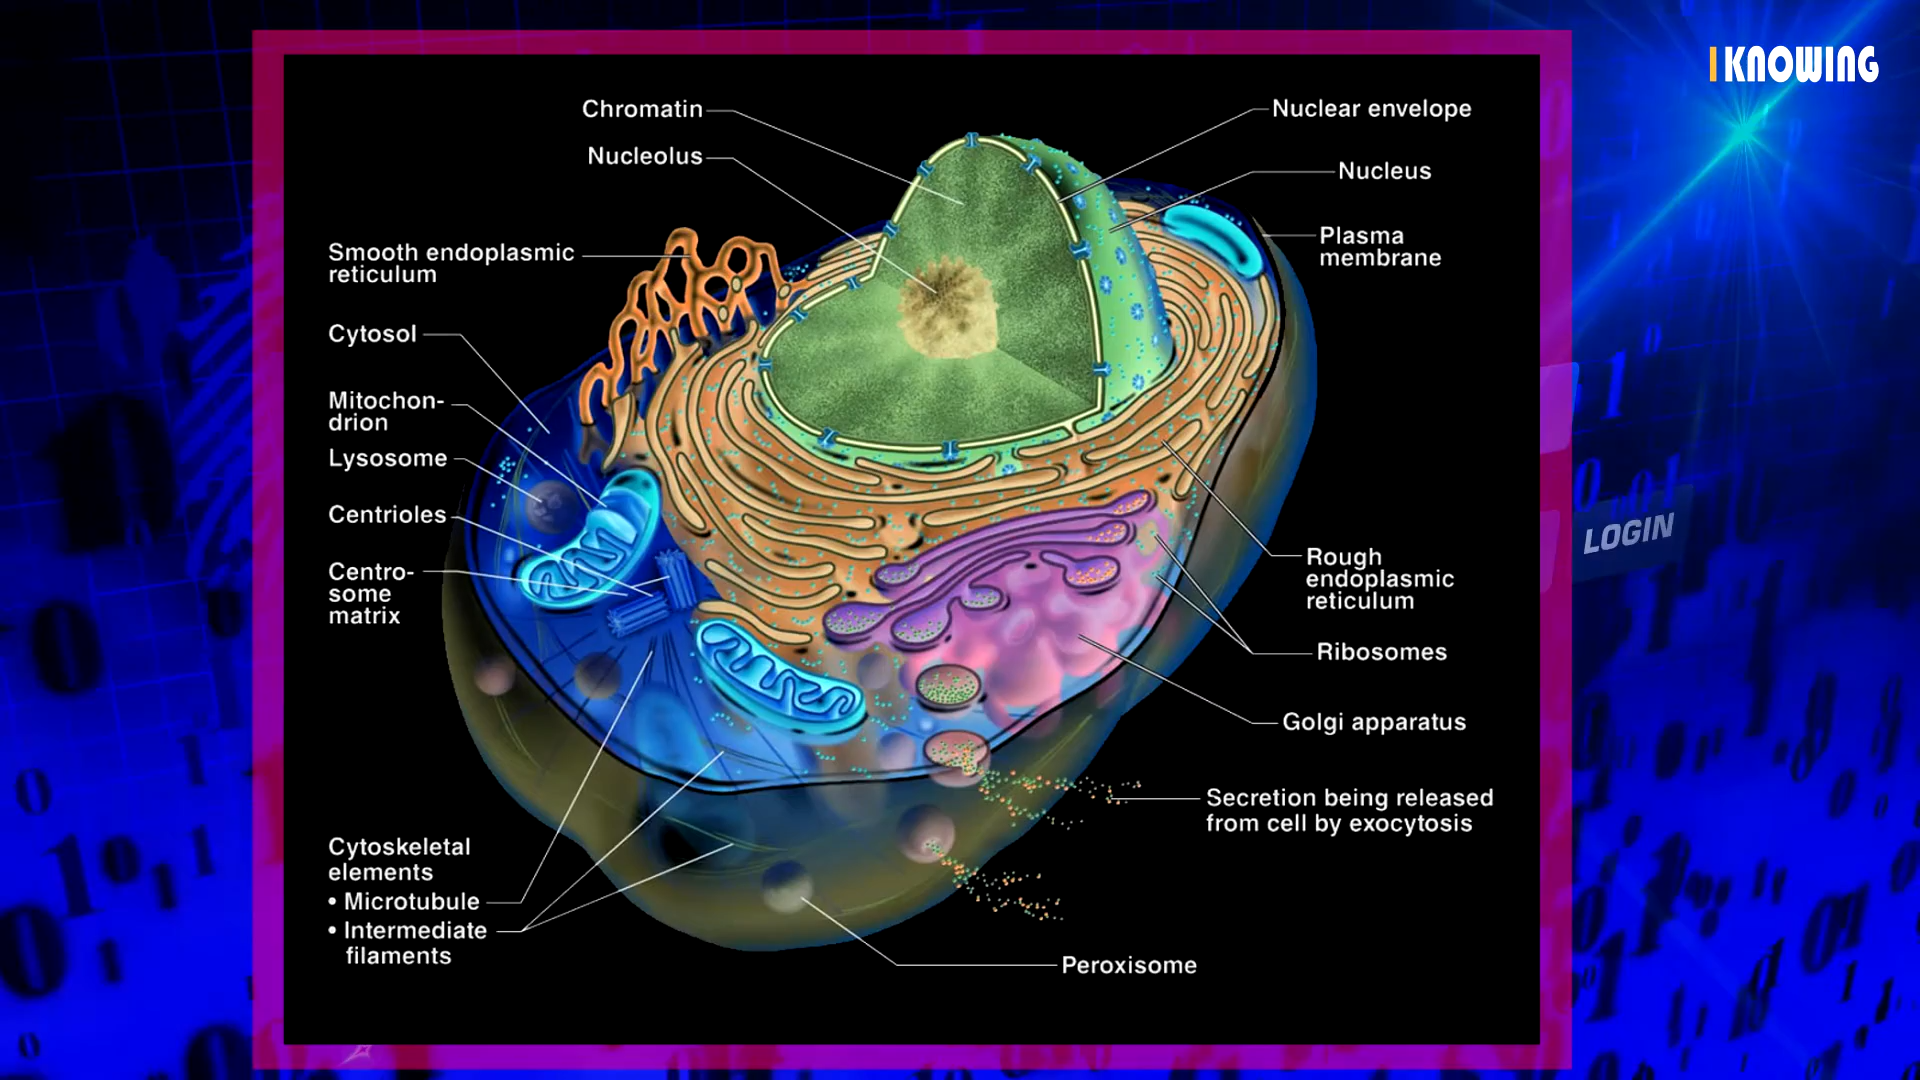 KNOWING
Chromatin
Nucleolus
Smooth endoplasmic
reticulum
Cytosol
Mitochon-
drion
Lysosome
Centrioles
Centro-
some
matrix
Cytoskeletal
elements
• Microtubule
• Intermediate
filaments
Nuclear envelope
Nucleus
Plasma
membrane
Rough
endoplasmic
reticulum
Ribosomes
Golgi apparatus
Secretion being released
from cell by exocytosis
Peroxisome
LOGIN